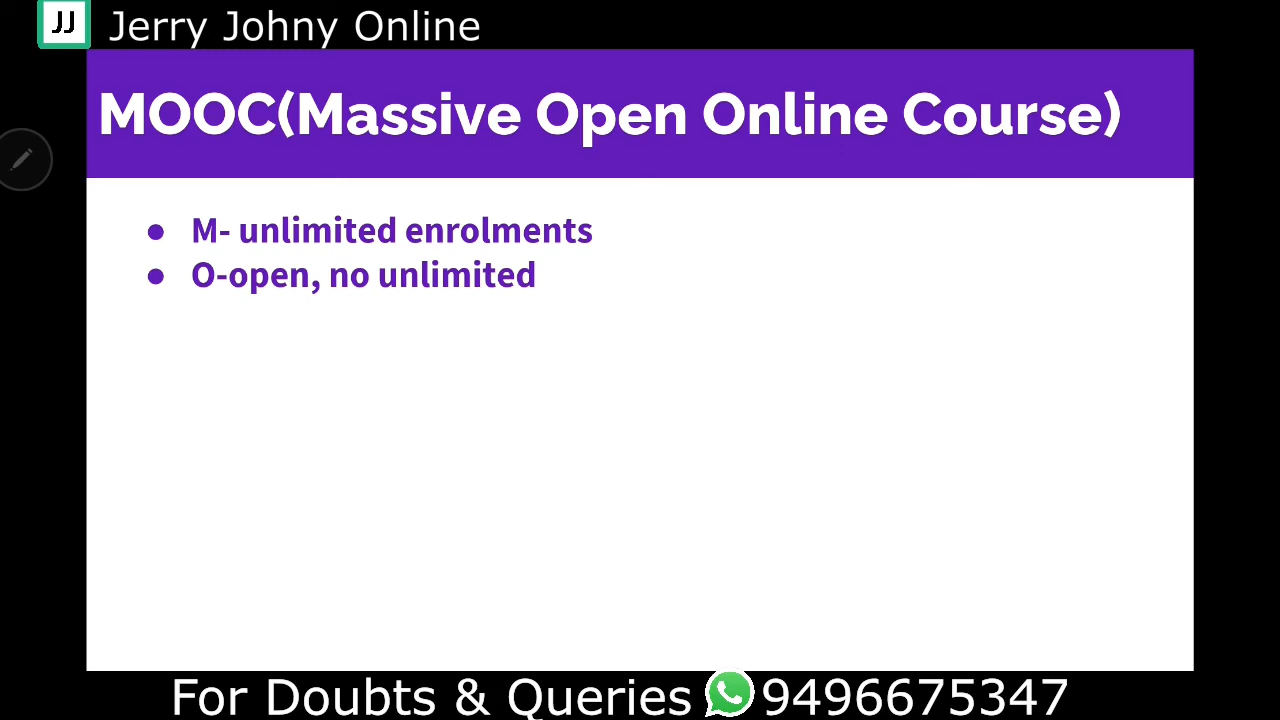 JJ Jerry Johny Online
MOOC(Massive Open Online Course)
● M- unlimited enrolments
● O-open, no unlimited
For Doubts & Queries 9496675347